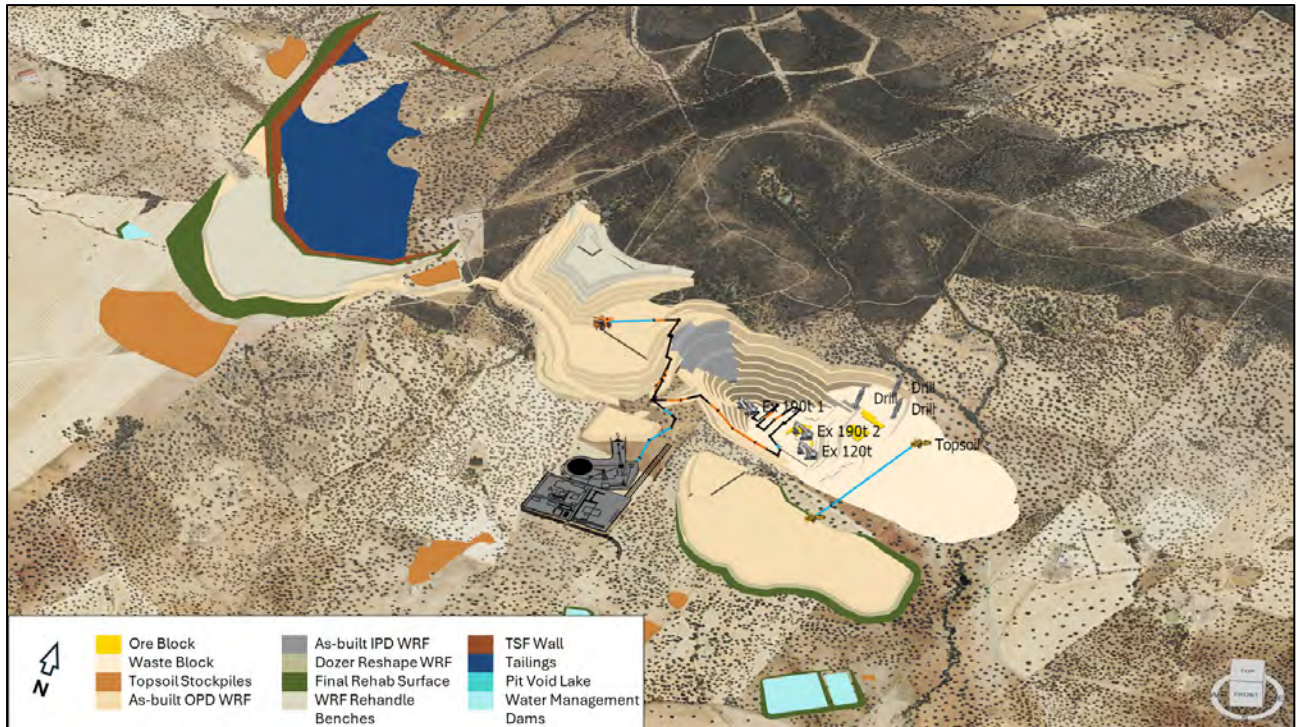 Ex 190t 1
Drill
Drill
Drill
Ex 190t 2
Ex 120t
Topsoil
N
Ore Block
Waste Block
Topsoil Stockpiles
As-built OPD WRF
As-built IPD WRF
Dozer Reshape WRF
Final Rehab Surface
WRF Rehandle
Benches
TSF Wall
Tailings
Pit Void Lake
Water Management
Dams
TOP
FRONT